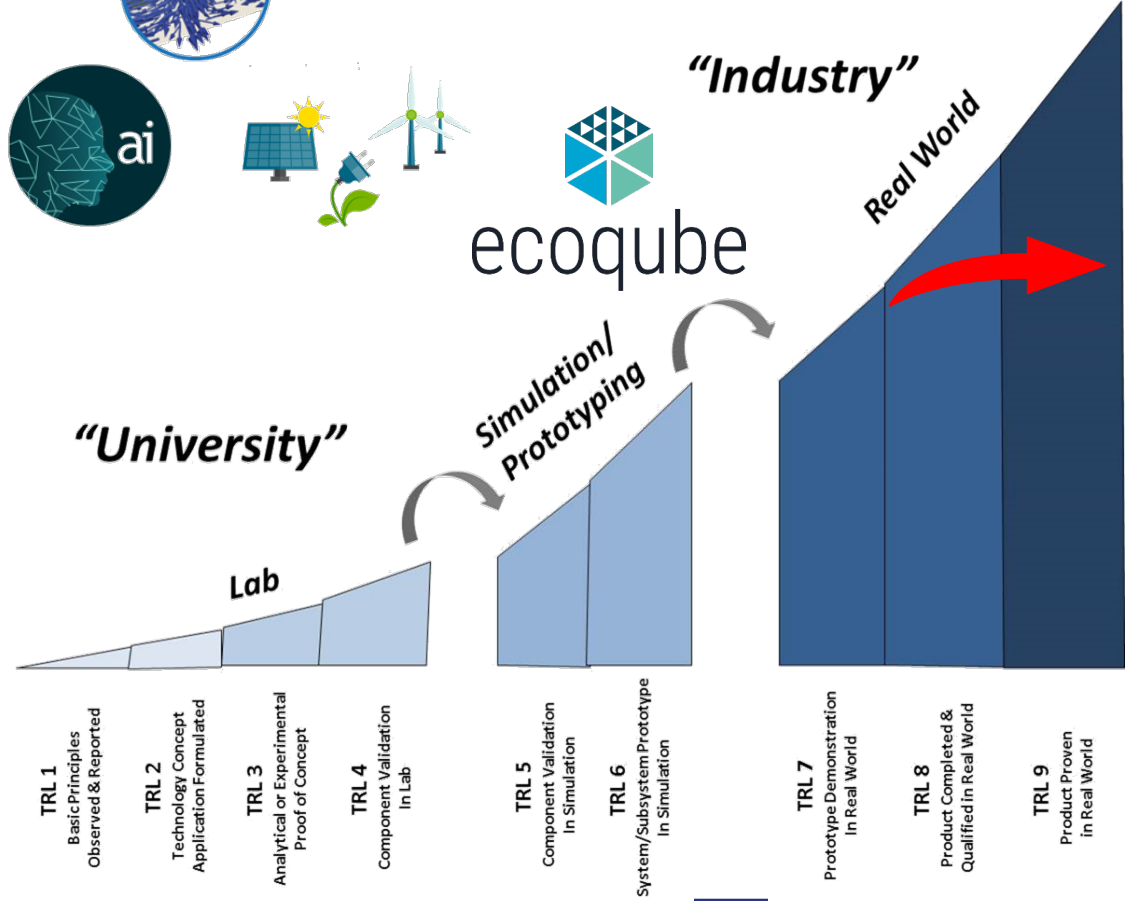 “Industry”
ai
Real World
ecoqube
Simulation/
Prototyping
“University”
Lab
TRL 1
Basic Principles
Observed & Reported
TRL 2
Technology Concept
Application Formulated
TRL 3
Analytical or Experimental
Proof of Concept
TRL 4
Component Validation
In Lab
TRL 5
Component Validation
In Simulation
TRL 6
System/Subsystem Prototype
In Simulation
TRL 7
Prototype Demonstration
In Real World
TRL 8
Product Completed &
Qualified in Real World
TRL 9
Product Proven
in Real World